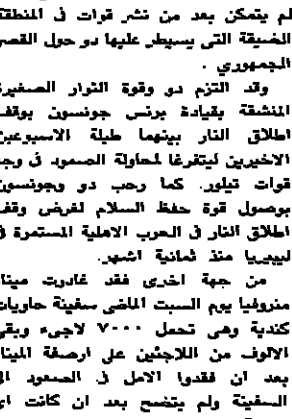 لم يتمكن بعد من نشر قوات في المنطقة
الضيقة التي يسيطر عليها دو حول القصر
الجمهوري .
وقد التزم دو وقوة الثوار الصغيرة
المنشقة بقيادة برنس جونسون بوقف
اطلاق النار بينهما طيلة الاسبوعين
الاخيرين ليتفرغا لمحاولة الصمود في وجه
قوات تيلور. كما رحب دو وجونسون
بوصول قوة حفظ السلام لفرض وقف
اطلاق النار في الحرب الاهلية المستمرة في
ليبيريا منذ ثمانية اشهر.
من جهة اخرى فقد غادرت ميناء
منروفيا يوم السبت الماضي سفينة حاويات
كندية وهي تحمل ٧٠٠٠ لاجىء وبقي
الالوف من اللاجئين على ارصفة الميناء
بعد ان فقدوا الامل في الصعود الى
السفينة ولم يتضح بعد ان كانت اي